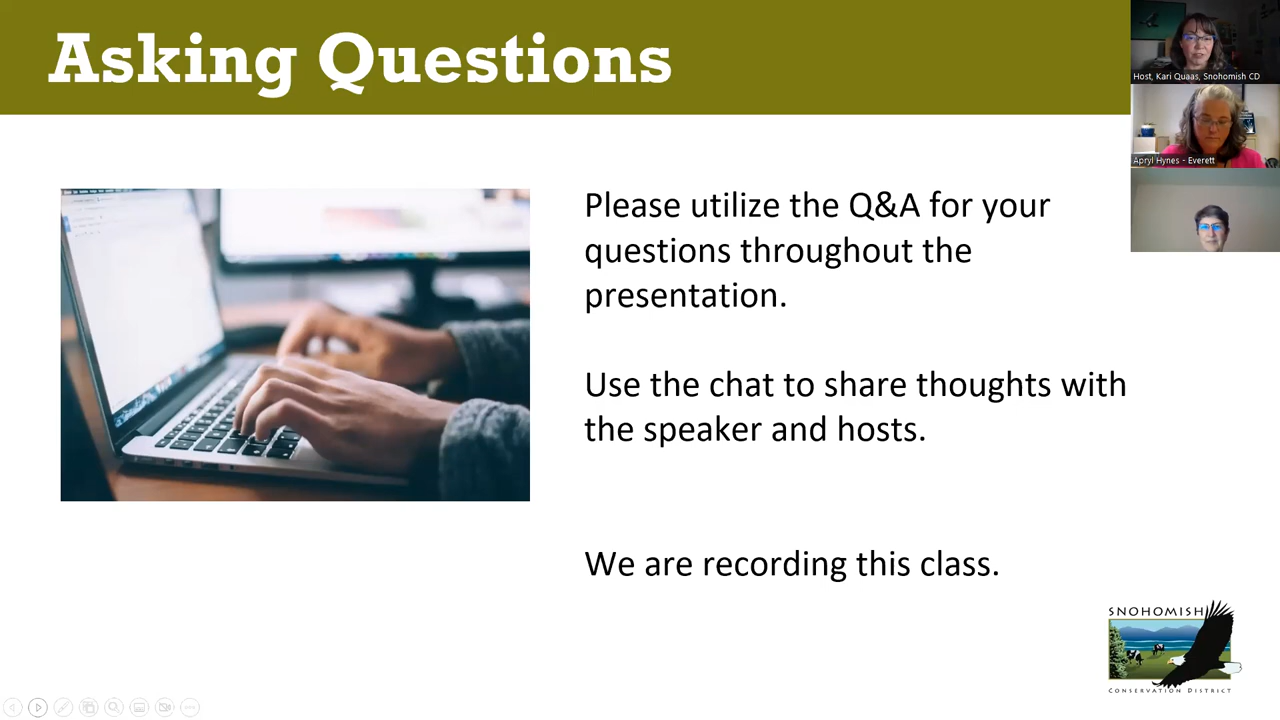 Asking Questions
Host, Kari Quaas, Snohomish CD
Apryl Hynes - Everett
Please utilize the Q&A for your
questions throughout the
presentation.
Use the chat to share thoughts with
the speaker and hosts.
We are recording this class.
SNOHOMISH
CONSERVATION DISTRICT